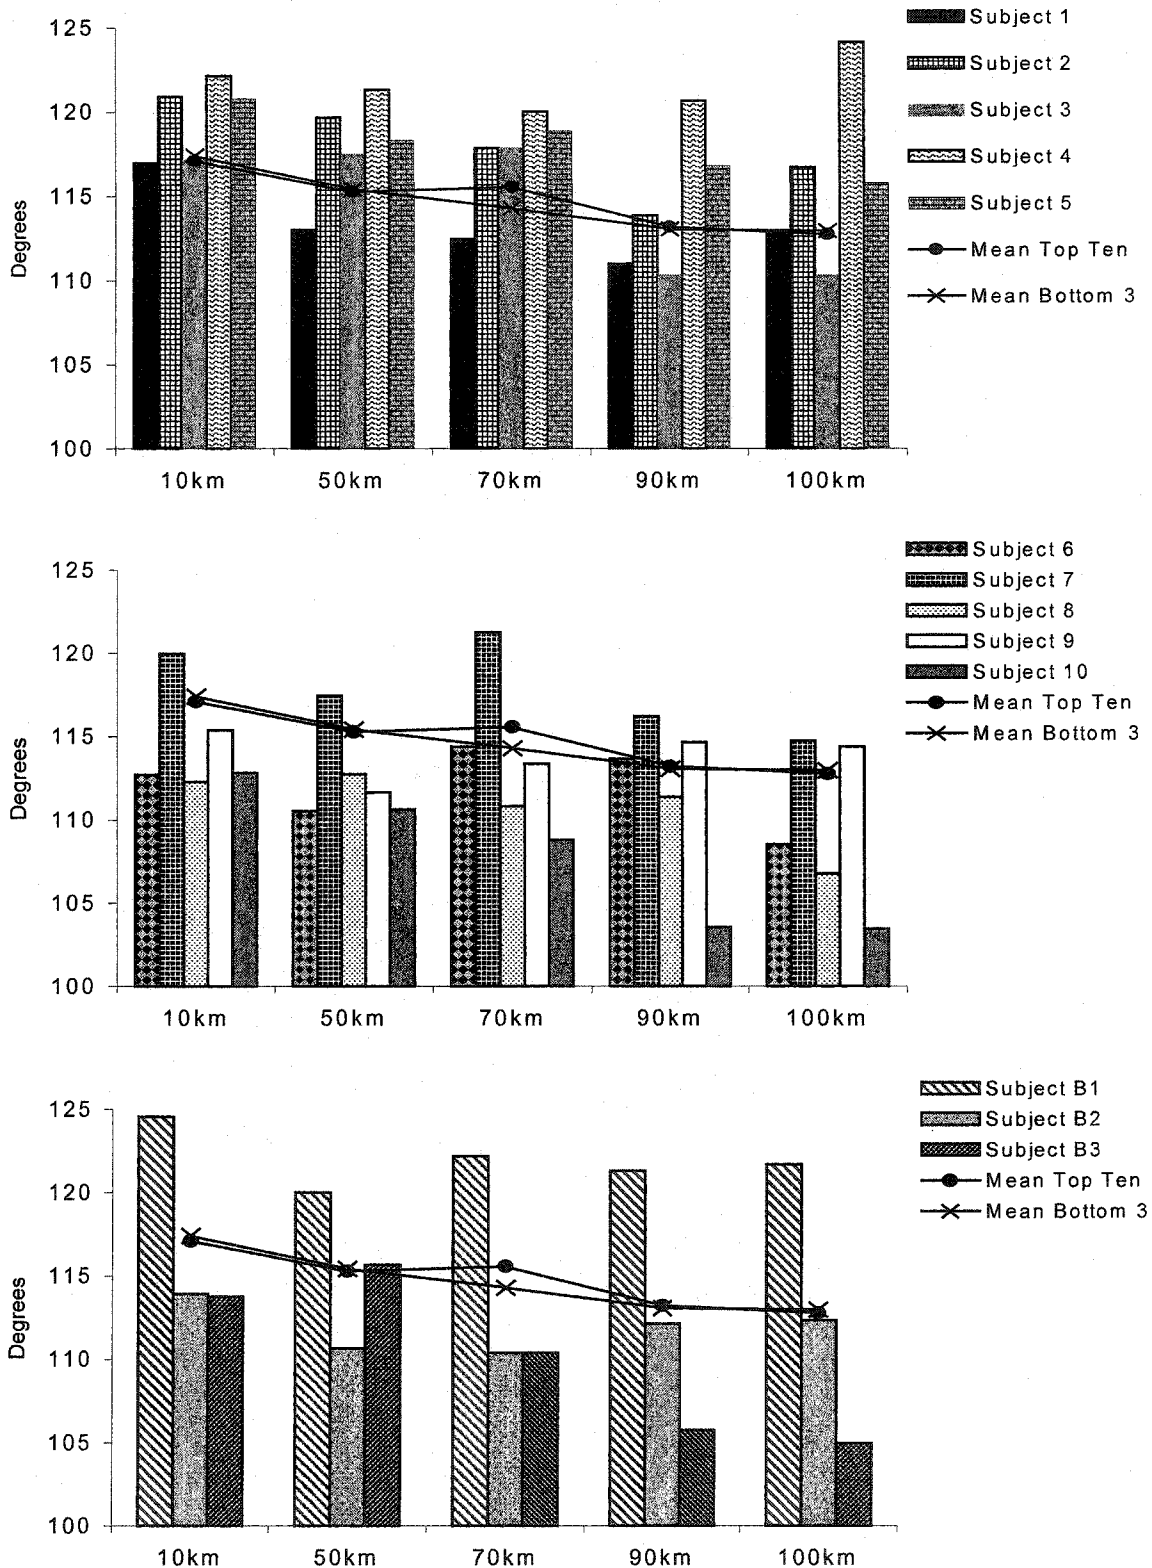 125
120
115
110
105
100
Degrees
10km 50km 70km 90km 100km
Subject 1
Subject 2
Subject 3
Subject 4
Subject 5
Mean Top Ten
Mean Bottom 3
125
120
115
110
105
100
Degrees
10km 50km 70km 90km 100km
Subject 6
Subject 7
Subject 8
Subject 9
Subject 10
Mean Top Ten
Mean Bottom 3
125
120
115
110
105
100
Degrees
10km 50km 70km 90km 100km
Subject B1
Subject B2
Subject B3
Mean Top Ten
Mean Bottom 3